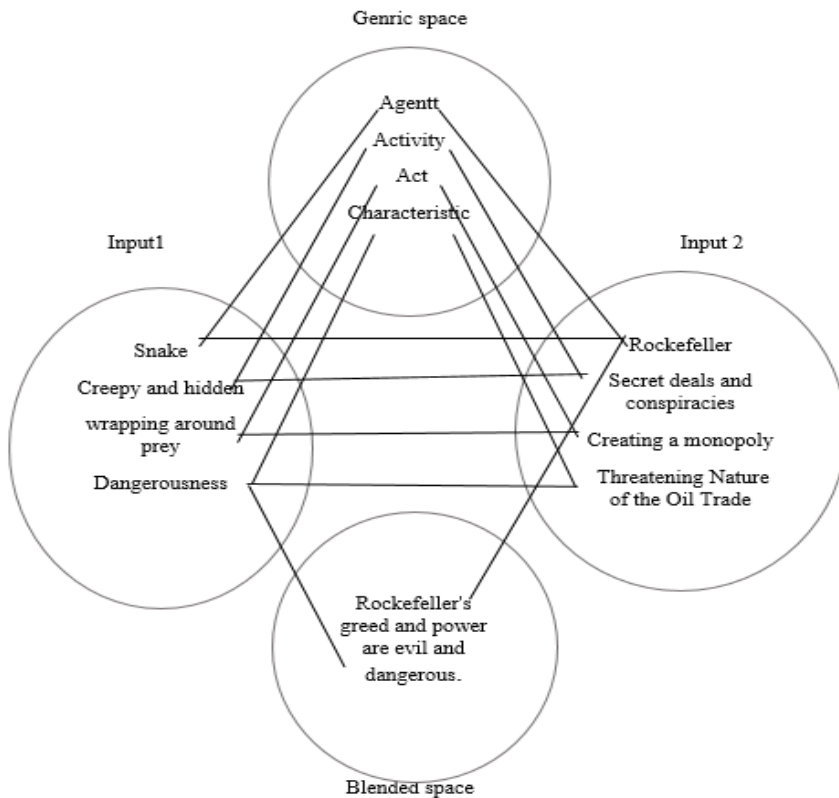 Genric space
Agentt
Activity
Act
Characteristic
Input1
Input 2
Snake
Creepy and hidden
wrapping around
prey
Dangerousness
Rockefeller
Secret deals and
conspiracies
Creating a monopoly
Threatening Nature
of the Oil Trade
Rockefeller's
greed and power
are evil and
dangerous.
Blended space